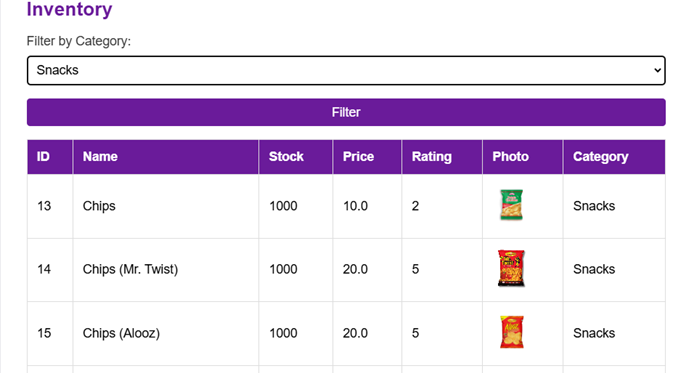 Inventory
Filter by Category:
Snacks
Filter
ID Name Stock Price Rating Photo Category
13 Chips 1000 10.0 2 Snacks
14 Chips (Mr. Twist) 1000 20.0 5 Snacks
15 Chips (Alooz) 1000 20.0 5 Snacks